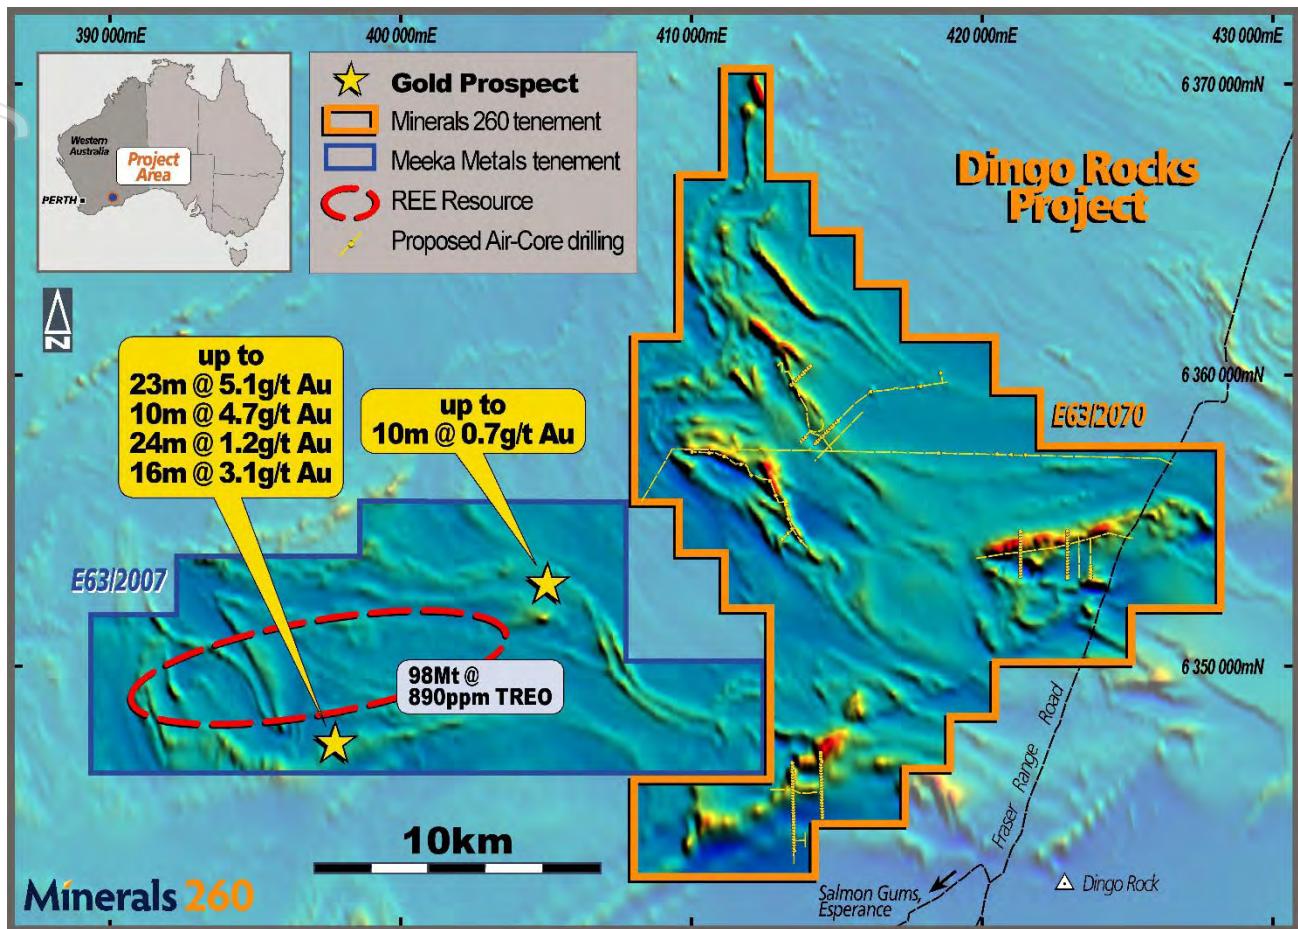 390 000mE
400 000mE
410 000mE
420 000mE
430 000mE
6 370 000mN
6 360 000mN
6 350 000mN
Western
Australia
Project
Area
PERTH
Gold Prospect
Minerals 260 tenement
Meeka Metals tenement
REE Resource
Proposed Air-Core drilling
Dingo Rocks
Project
N
up to
23m @ 5.1g/t Au
10m @ 4.7g/t Au
24m @ 1.2g/t Au
16m @ 3.1g/t Au
up to
10m @ 0.7g/t Au
E63/2070
E63/2007
98Mt @
890ppm TREO
10km
Fraser Range Road
Salmon Gums,
Esperance
Dingo Rock
Minerals 260